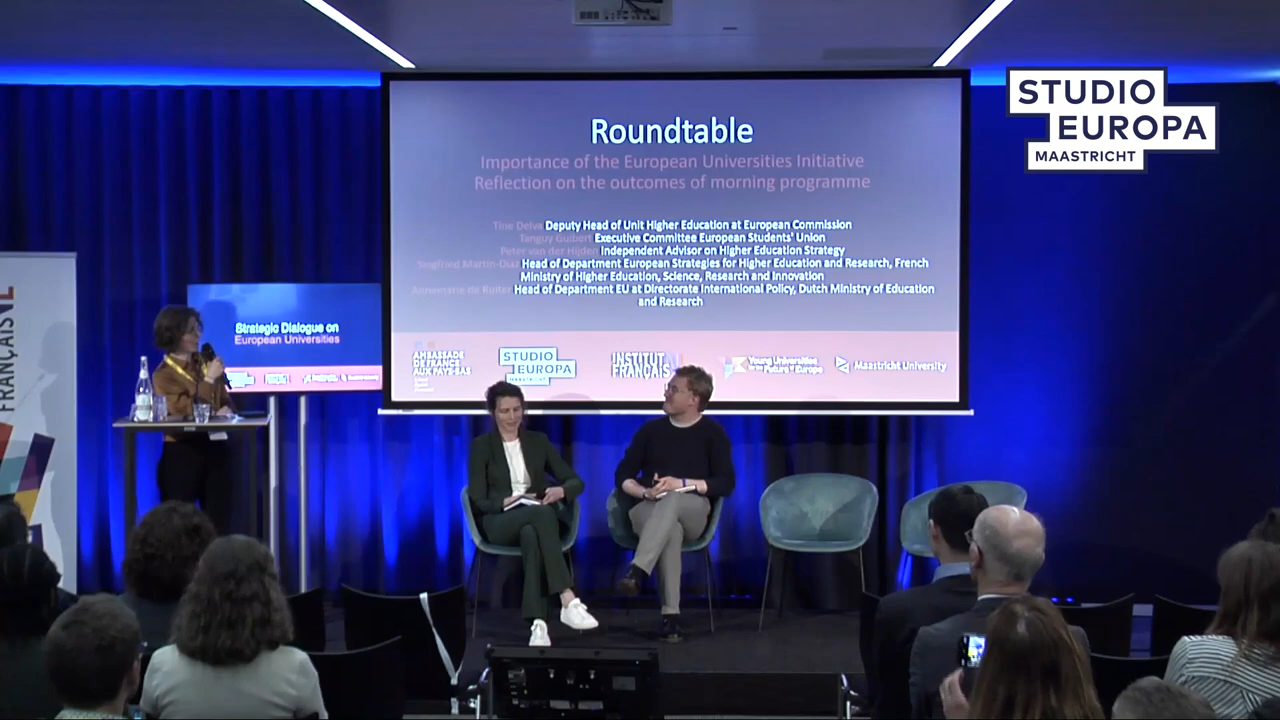 STUDIO
EUROPA
MAASTRICHT
Roundtable
Importance of the European Universities Initiative
Reflection on the outcomes of morning programme
Tine Delva Deputy Head of Unit Higher Education at European Commission
Tanguy Guibert Executive Committee European Students' Union
Peter van der Hijden Independent Advisor on Higher Education Strategy
Siegfried Martin-Diaz Head of Department European Strategies for Higher Education and Research, French
Ministry of Higher Education, Science, Research and Innovation
Annemarie de Ruiter Head of Department EU at Directorate International Policy, Dutch Ministry of Education
and Research
AMBASSADE
DE FRANCE
AUX PAYS-BAS
STUDIO
EUROPA
MAASTRICHT
INSTITUT
FRANÇAIS
Young Universities
for the Future of Europe
Maastricht University
Strategic Dialogue on
European Universities
FRANÇAIS